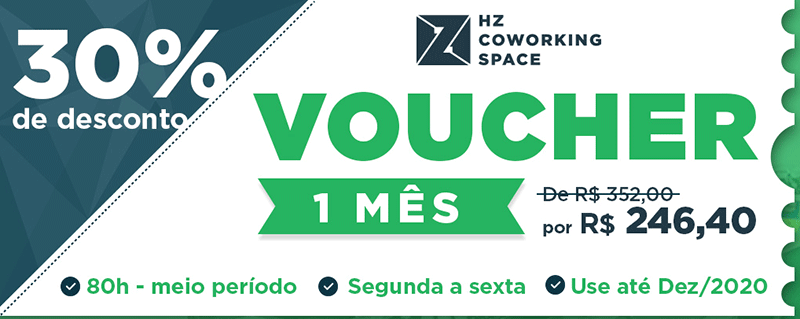 30%
de desconto
HZ
COWORKING
SPACE
VOUCHER
1 MÊS
De R$ 352,00
por R$ 246,40
80h - meio período
Segunda a sexta
Use até Dez/2020